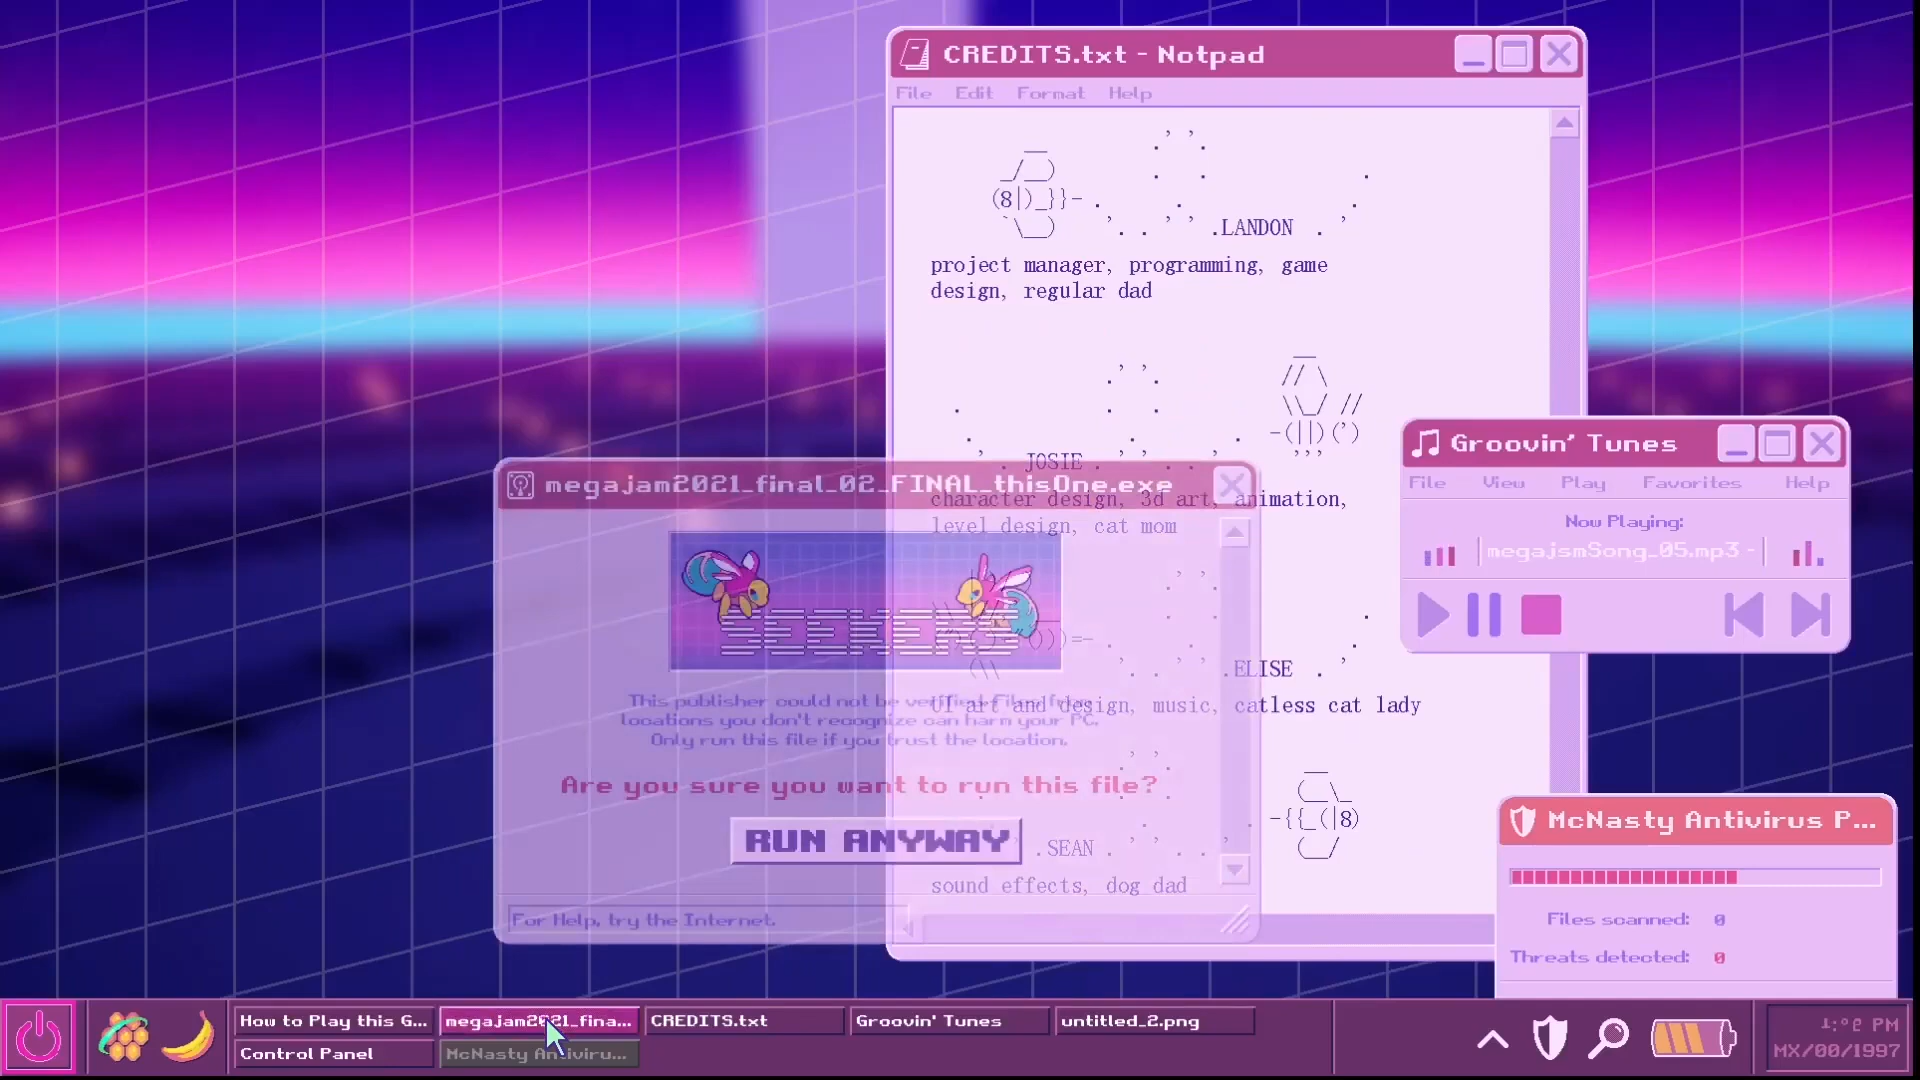 CREDITS.txt - Notpad
File Edit Format Help
LANDON
project manager, programming, game
design, regular dad
JOSIE
character design, 3d art, animation,
level design, cat mom
ELISE
UI art and design, music, catless cat lady
SEAN
sound effects, dog dad
megajam2021_final_02_FINAL_thisOne.exe
SEEKERS
This publisher could not be verified. Files from
locations you don't recognize can harm your PC.
Only run this file if you trust the location.
Are you sure you want to run this file?
RUN ANYWAY
For Help, try the Internet.
Groovin' Tunes
File View Play Favorites Help
Now Playing:
megajsmSong_05.mp3 -
McNasty Antivirus P...
Files scanned: 0
Threats detected: 0
How to Play this G...
megajam2021_fina...
CREDITS.txt
Groovin' Tunes
untitled_2.png
Control Panel
McNasty Antiviru...
PM
MX/00/1997